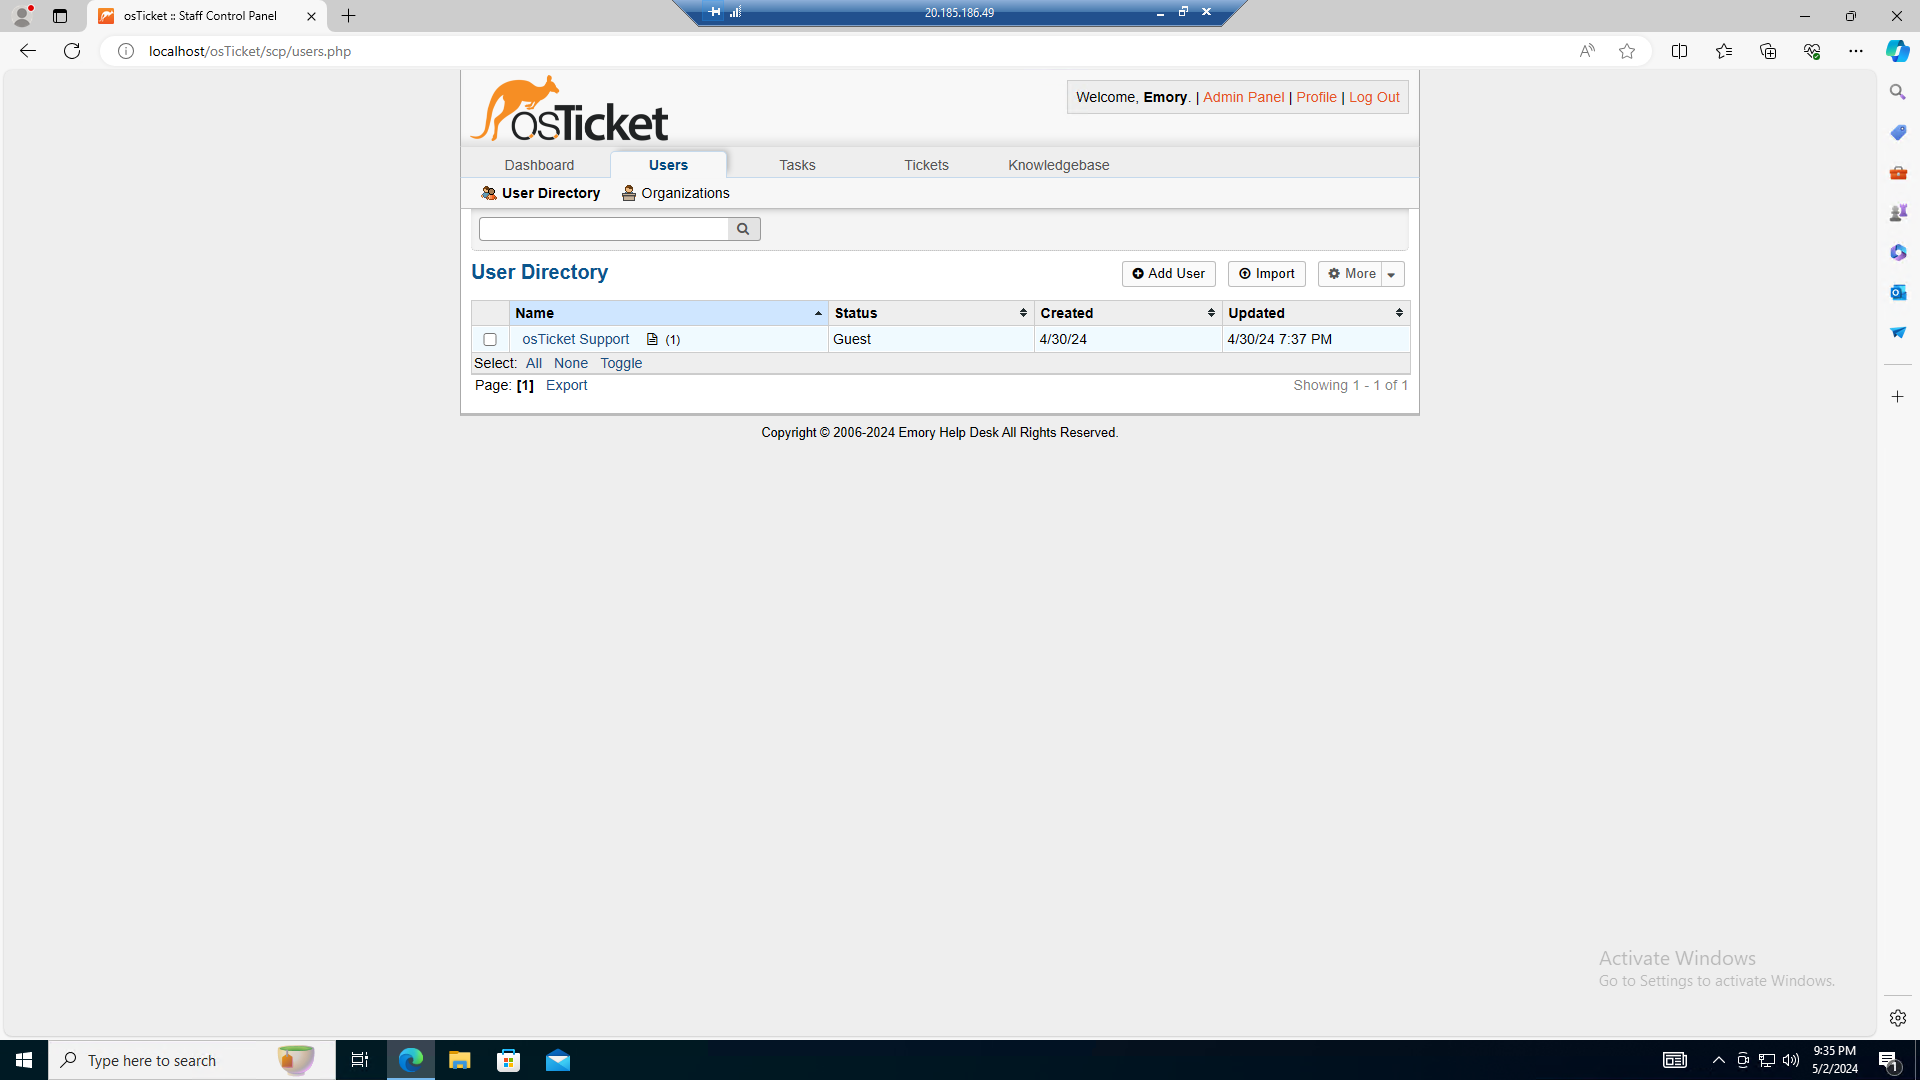 osTicket :: Staff Control Panel
20.185.186.49
localhost/osTicket/scp/users.php
osTicket
Welcome, Emory. | Admin Panel | Profile | Log Out
Dashboard Users Tasks Tickets Knowledgebase
User Directory Organizations
User Directory
Add User Import More
Name Status Created Updated
osTicket Support (1) Guest 4/30/24 4/30/24 7:37 PM
Select: All None Toggle
Page: [1] Export Showing 1 - 1 of 1
Copyright © 2006-2024 Emory Help Desk All Rights Reserved.
Activate Windows
Go to Settings to activate Windows.
Type here to search
9:35 PM
5/2/2024
1